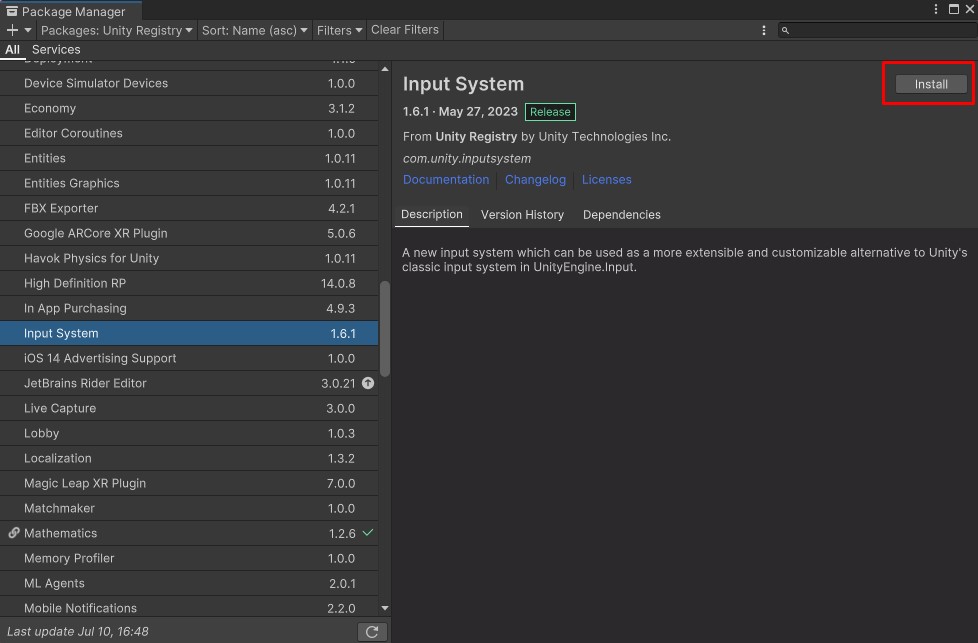 Package Manager
Packages: Unity Registry Sort: Name (asc) Filters Clear Filters
All Services
Device Simulator Devices 1.0.0
Economy 3.1.2
Editor Coroutines 1.0.0
Entities 1.0.11
Entities Graphics 1.0.11
FBX Exporter 4.2.1
Google ARCore XR Plugin 5.0.6
Havok Physics for Unity 1.0.11
High Definition RP 14.0.8
In App Purchasing 4.9.3
Input System 1.6.1
iOS 14 Advertising Support 1.0.0
JetBrains Rider Editor 3.0.21
Live Capture 3.0.0
Lobby 1.0.3
Localization 1.3.2
Magic Leap XR Plugin 7.0.0
Matchmaker 1.0.0
Mathematics 1.2.6
Memory Profiler 1.0.0
ML Agents 2.0.1
Mobile Notifications 2.2.0
Last update Jul 10, 16:48
Input System
Install
1.6.1 · May 27, 2023 Release
From Unity Registry by Unity Technologies Inc.
com.unity.inputsystem
Documentation Changelog Licenses
Description Version History Dependencies
A new input system which can be used as a more extensible and customizable alternative to Unity's
classic input system in UnityEngine.Input.